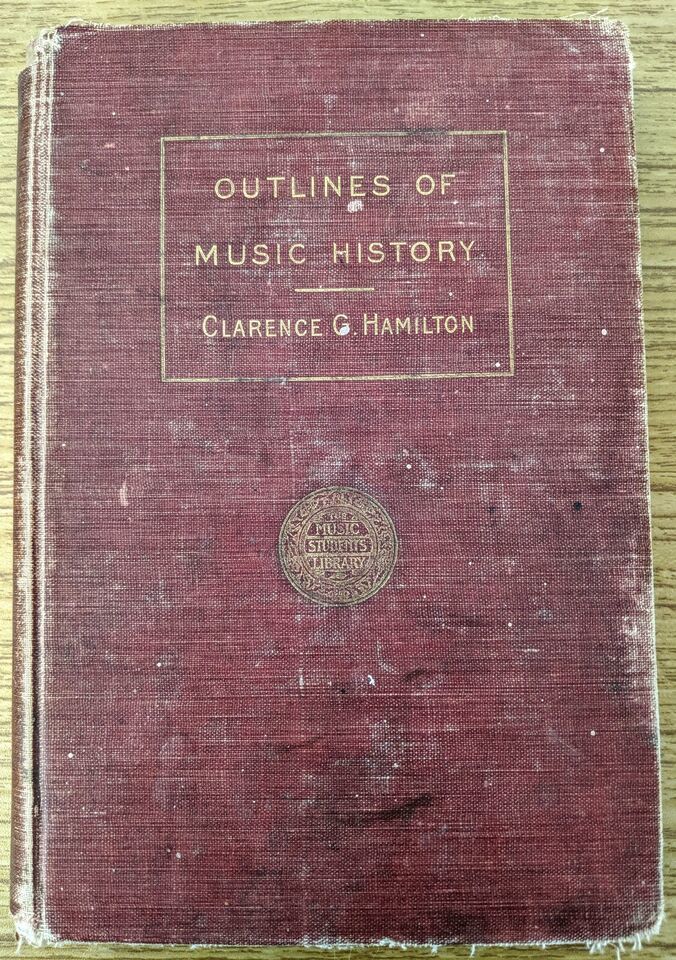 OUTLINES OF
MUSIC HISTORY
CLARENCE G. HAMILTON
THE
MUSIC
STUDENTS
LIBRARY